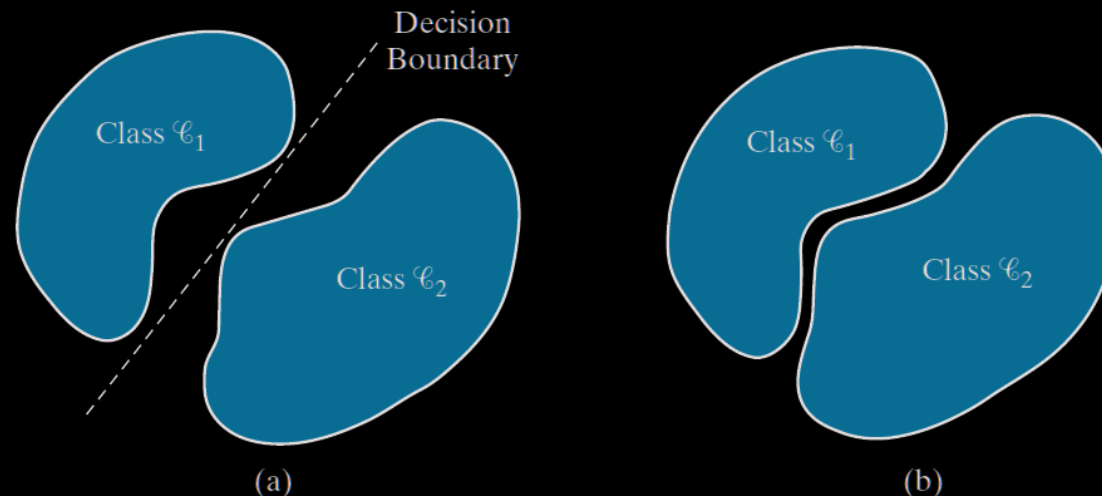 Decision
Boundary
Class 𝒞₁
Class 𝒞₂
(a)
Class 𝒞₁
Class 𝒞₂
(b)